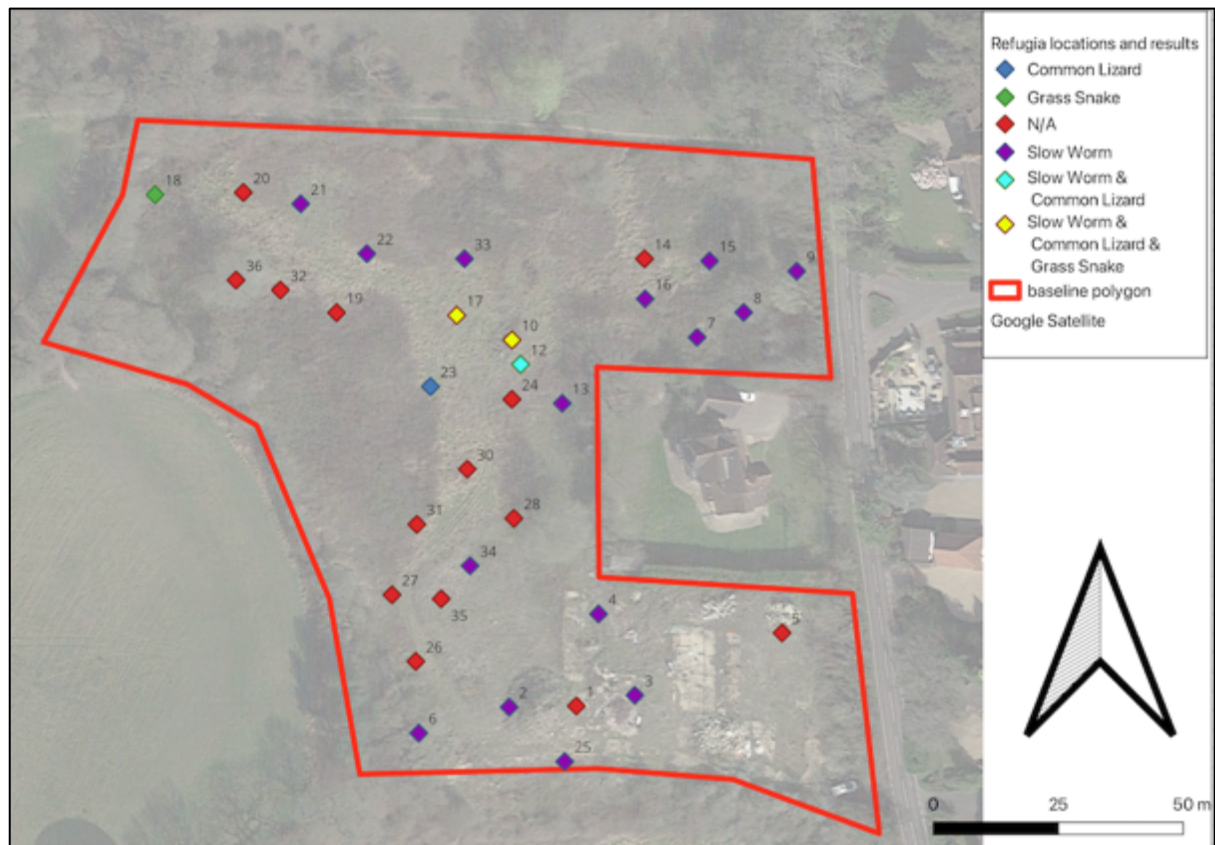 Refugia locations and results
Common Lizard
Grass Snake
N/A
Slow Worm
Slow Worm &
Common Lizard
Slow Worm &
Common Lizard &
Grass Snake
baseline polygon
Google Satellite
18
20
21
22
33
14
15
9
36
32
19
16
8
17
10
7
12
23
24
13
30
31
28
34
27
35
4
5
26
2
1
3
6
25
0
25
50 m